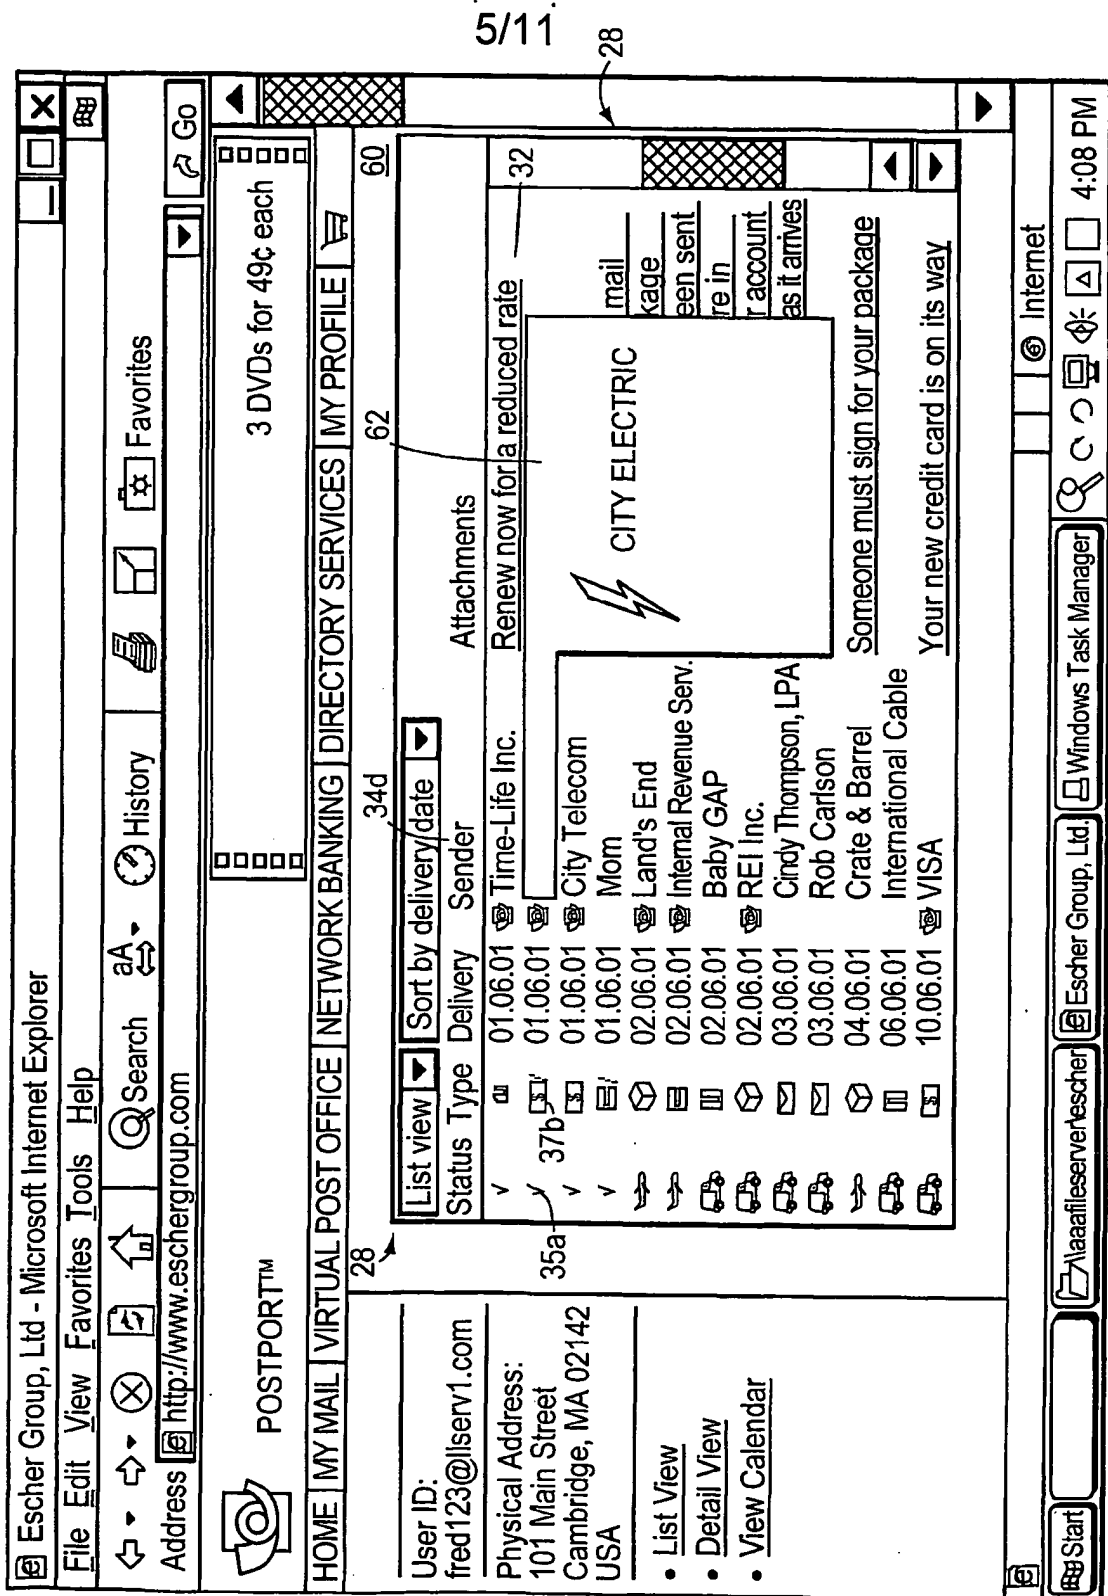 5/11
Escher Group, Ltd - Microsoft Internet Explorer
File Edit View Favorites Tools Help
Search aA History Favorites
Address http://www.eschergroup.com Go
POSTPORT™
3 DVDs for 49¢ each
HOME | MY MAIL | VIRTUAL POST OFFICE | NETWORK BANKING | DIRECTORY SERVICES | MY PROFILE |
User ID:
fred123@llserv1.com
Physical Address:
101 Main Street
Cambridge, MA 02142
USA
• List View
• Detail View
• View Calendar
28
34d
62
60
28
List view Sort by delivery date
Status Type Delivery Sender Attachments
01.06.01 Time-Life Inc. Renew now for a reduced rate 32
01.06.01
01.06.01 City Telecom
01.06.01 Mom mail
02.06.01 Land's End kage
02.06.01 Internal Revenue Serv. een sent
02.06.01 Baby GAP re in
02.06.01 REI Inc. r account
03.06.01 Cindy Thompson, LPA as it arrives
03.06.01 Rob Carlson
04.06.01 Crate & Barrel Someone must sign for your package
06.06.01 International Cable
10.06.01 VISA Your new credit card is on its way
35a
37b
CITY ELECTRIC
Internet
Start \\aaafileserver\escher Escher Group, Ltd. Windows Task Manager 4:08 PM